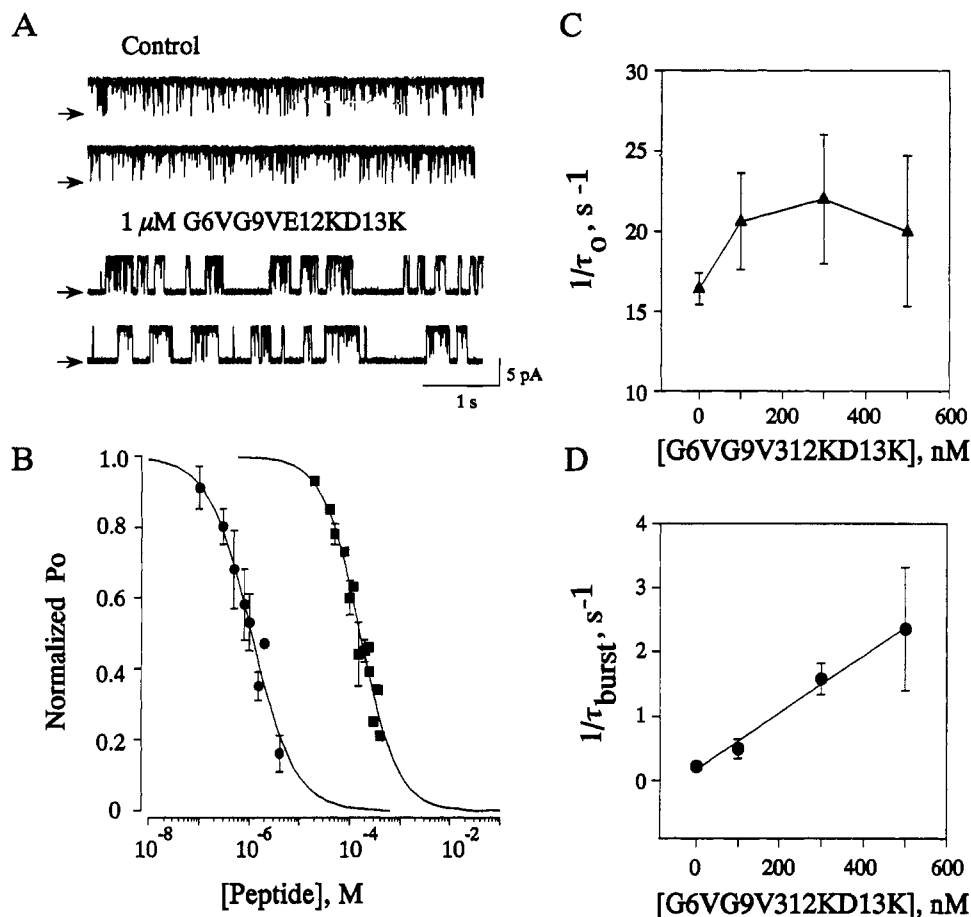 A
Control
1 μM G6VG9VE12KD13K
5 pA
1 s
B
Normalized Po
1.0
0.8
0.6
0.4
0.2
0
10⁻⁸
10⁻⁶
10⁻⁴
10⁻²
[Peptide], M
C
1/τo, s⁻¹
30
25
20
15
10
0
200
400
600
[G6VG9V312KD13K], nM
D
1/τburst, s⁻¹
4
3
2
1
0
0
200
400
600
[G6VG9V312KD13K], nM